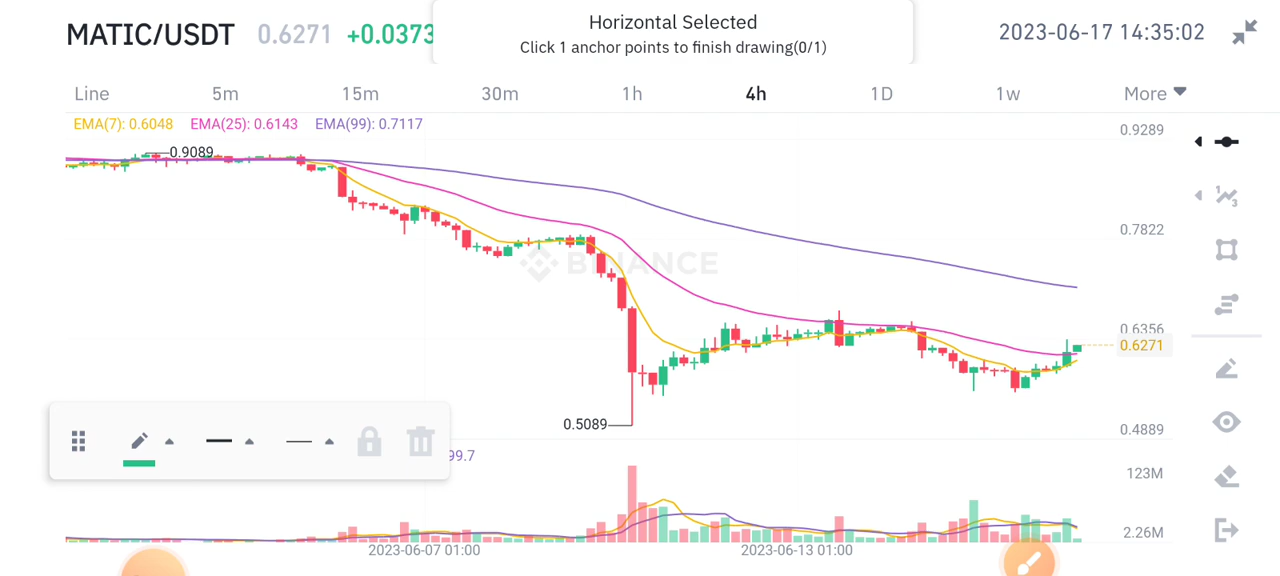 MATIC/USDT 0.6271 +0.0373
Horizontal Selected
Click 1 anchor points to finish drawing(0/1)
2023-06-17 14:35:02
Line 5m 15m 30m 1h 4h 1D 1w More
EMA(7): 0.6048 EMA(25): 0.6143 EMA(99): 0.7117
0.9289
0.9089
0.7822
BINANCE
0.6356
0.6271
0.5089
0.4889
99.7
123M
2.26M
2023-06-07 01:00 2023-06-13 01:00